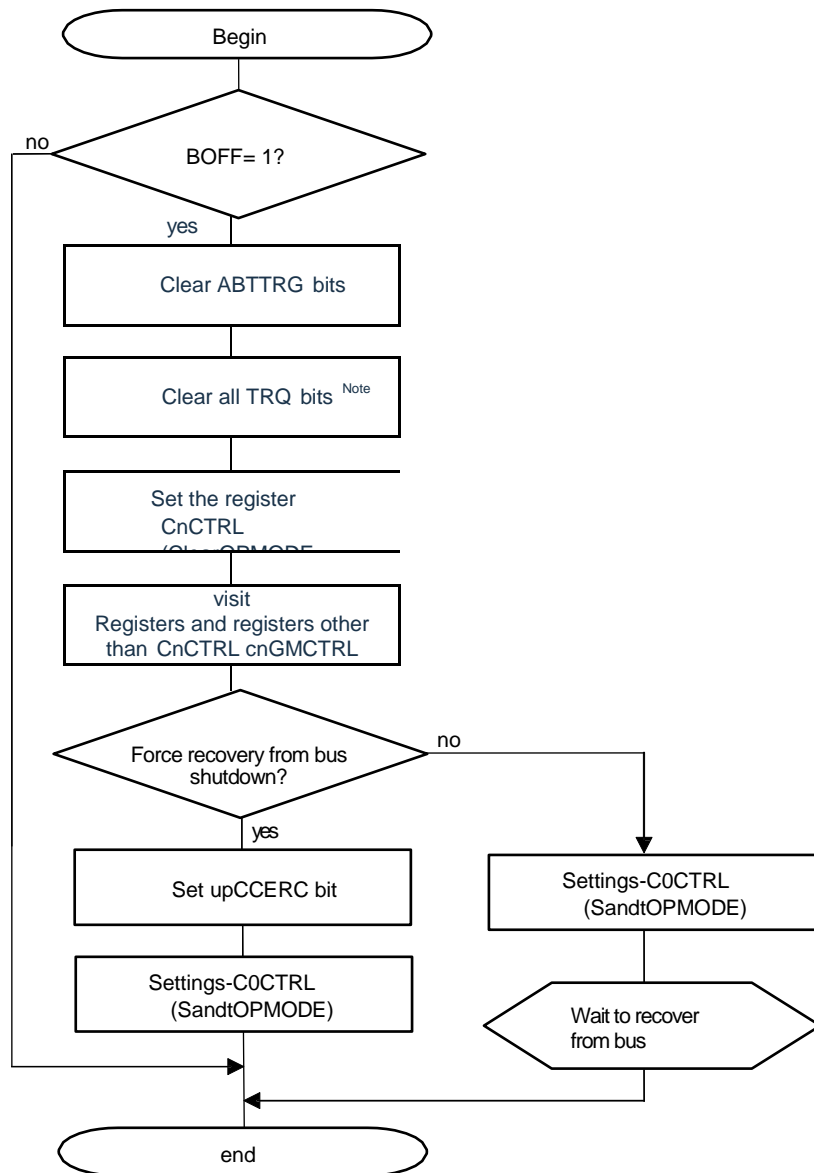 Begin
no
BOFF= 1?
yes
Clear ABTTRG bits
Clear all TRQ bits Note
Set the register
CnCTRL
(ClearOPMODE
visit
Registers and registers other
than CnCTRL cnGMCTRL
Force recovery from bus
shutdown?
no
yes
Set upCCERC bit
Settings-C0CTRL
(SandtOPMODE)
Settings-C0CTRL
(SandtOPMODE)
Wait to recover
from bus
end